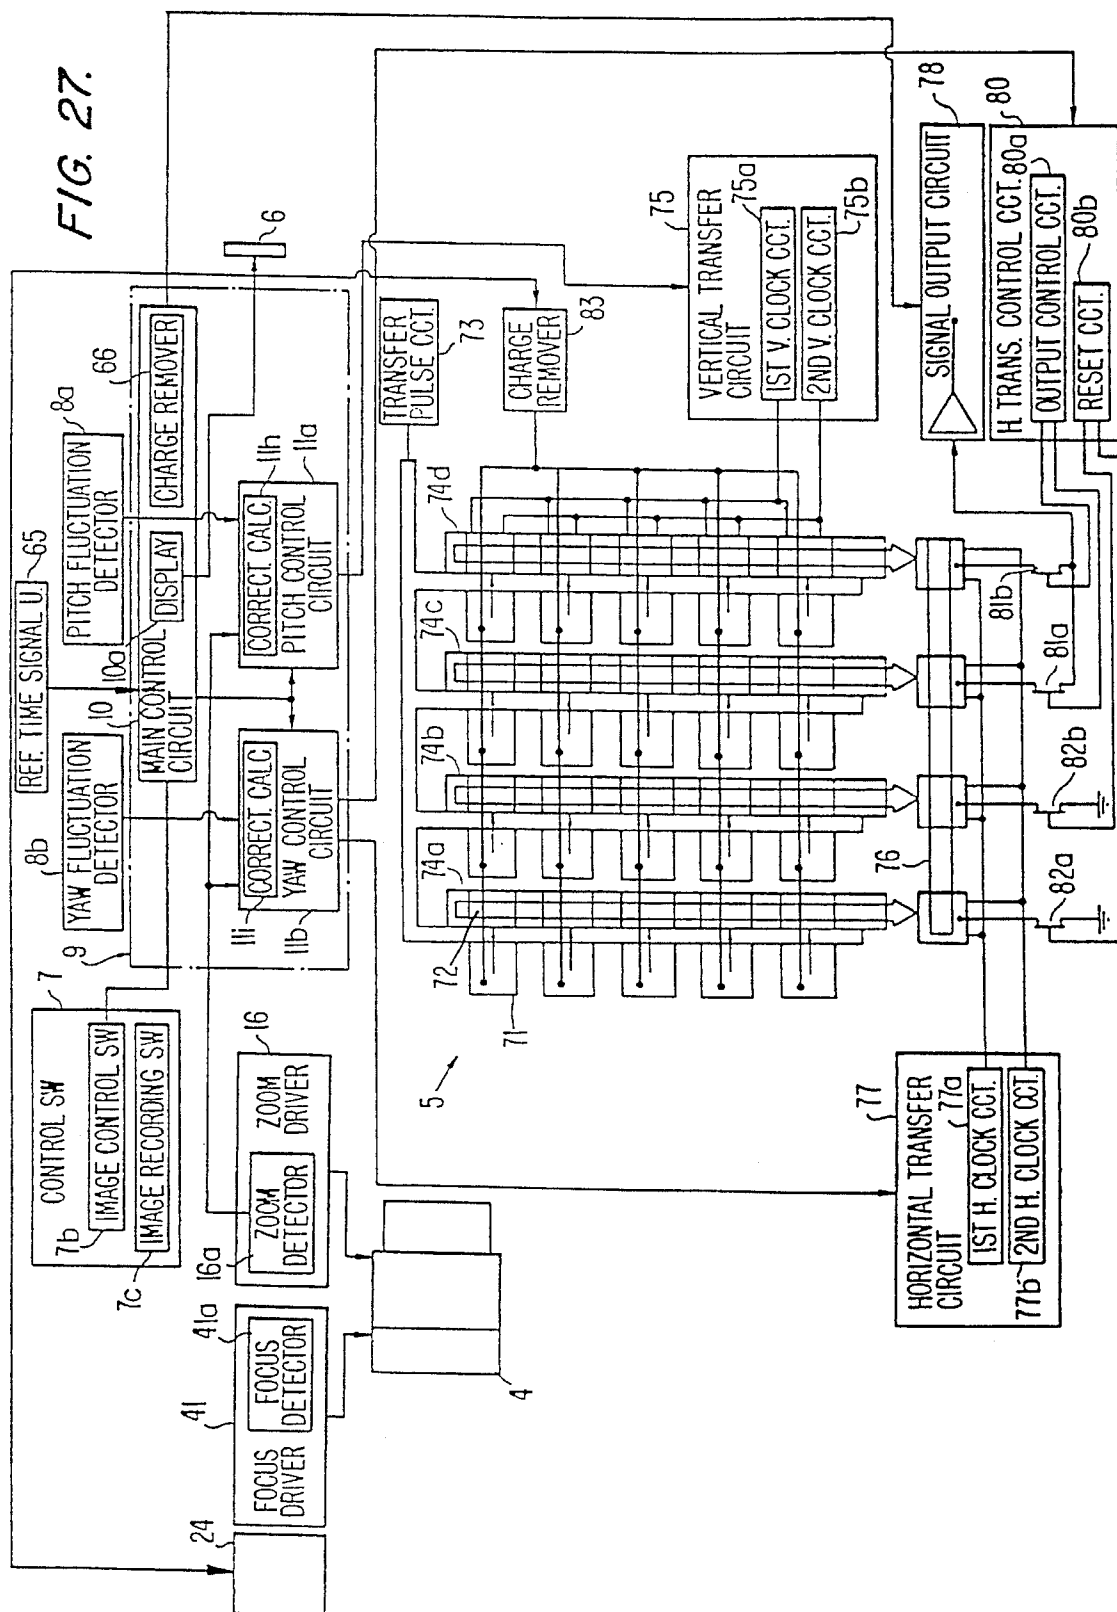 FIG. 27.
REF. TIME SIGNAL U.
65
YAW FLUCTUATION
DETECTOR
8b
PITCH FLUCTUATION
DETECTOR
8a
9
10
MAIN CONTROL
CIRCUIT
10a
DISPLAY
CHARGE REMOVER
66
6
CORRECT. CALC.
YAW CONTROL
CIRCUIT
11i
11b
CORRECT. CALC.
PITCH CONTROL
CIRCUIT
11h
11a
7
CONTROL SW
7b
IMAGE CONTROL SW
IMAGE RECORDING SW
7c
24
41
FOCUS
DRIVER
41a
FOCUS
DETECTOR
16
ZOOM
DRIVER
16a
ZOOM
DETECTOR
4
5
TRANSFER
PULSE CCT.
73
CHARGE
REMOVER
83
71
72
74a
74b
74c
74d
75
VERTICAL TRANSFER
CIRCUIT
75a
1ST V. CLOCK CCT.
2ND V. CLOCK CCT.
75b
76
77
HORIZONTAL TRANSFER
CIRCUIT
77a
1ST H. CLOCK CCT.
2ND H. CLOCK CCT.
77b
82a
82b
81a
81b
SIGNAL OUTPUT CIRCUIT
78
80
H. TRANS. CONTROL CCT.
80a
OUTPUT CONTROL CCT.
80b
RESET CCT.